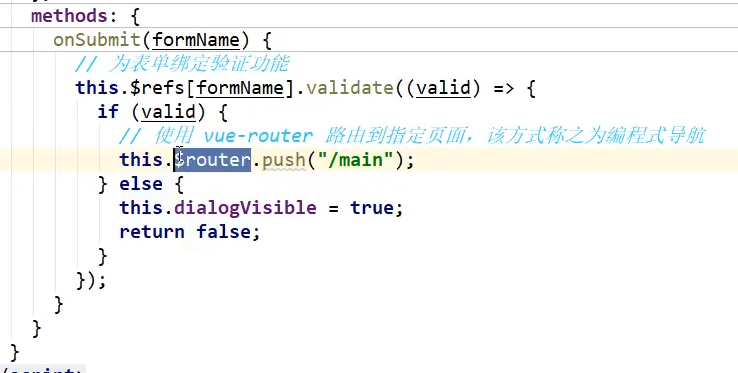 methods: {
onSubmit(formName) {
// 为表单绑定验证功能
this.$refs[formName].validate((valid) => {
if (valid) {
// 使用 vue-router 路由到指定页面，该方式称之为编程式导航
this.$router.push("/main");
} else {
this.dialogVisible = true;
return false;
}
});
}
}
}